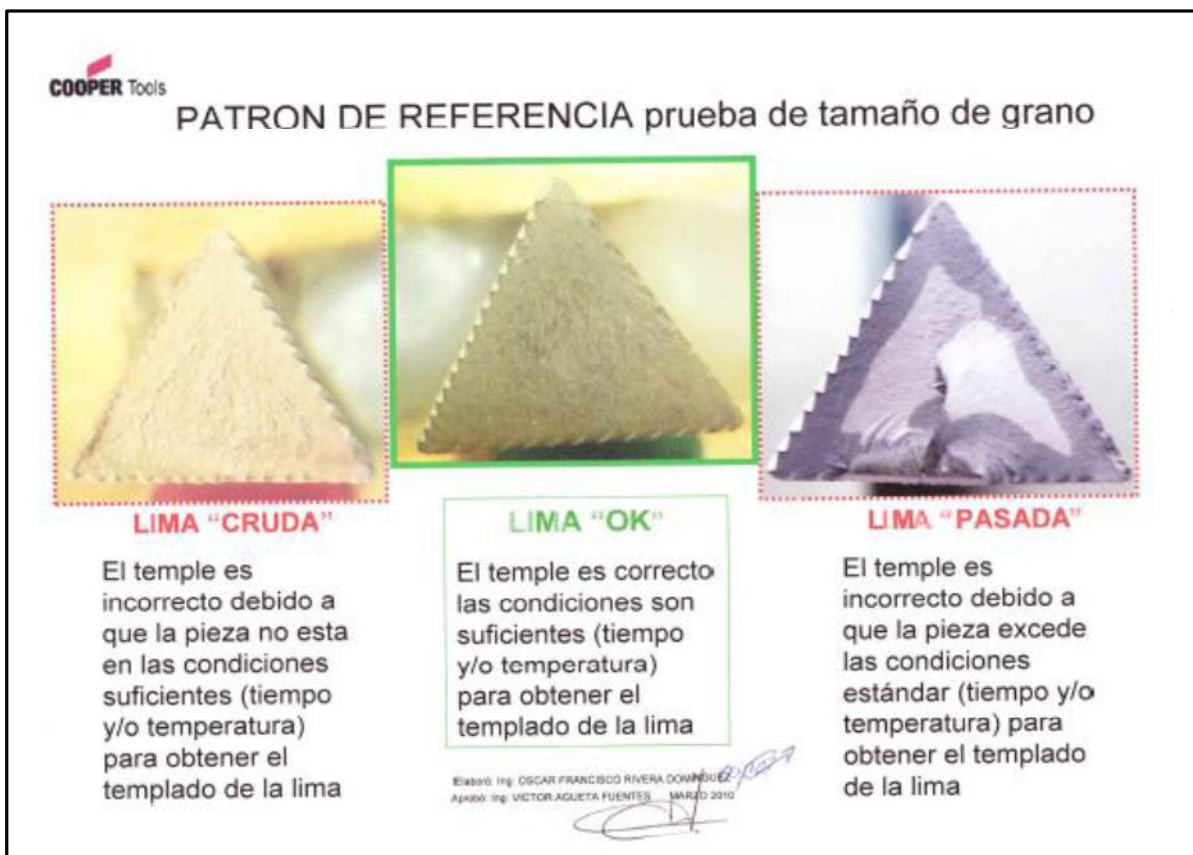 COOPER Tools
PATRON DE REFERENCIA prueba de tamaño de grano
LIMA “CRUDA”
El temple es
incorrecto debido a
que la pieza no esta
en las condiciones
suficientes (tiempo
y/o temperatura)
para obtener el
templado de la lima
LIMA “OK”
El temple es correcto
las condiciones son
suficientes (tiempo
y/o temperatura)
para obtener el
templado de la lima
LIMA “PASADA”
El temple es
incorrecto debido a
que la pieza excede
las condiciones
estándar (tiempo y/o
temperatura) para
obtener el templado
de la lima
Elaboró: Ing. OSCAR FRANCISCO RIVERA DOMINGUEZ
Aprobó: Ing. VICTOR AGUETA FUENTES MARZO 2010